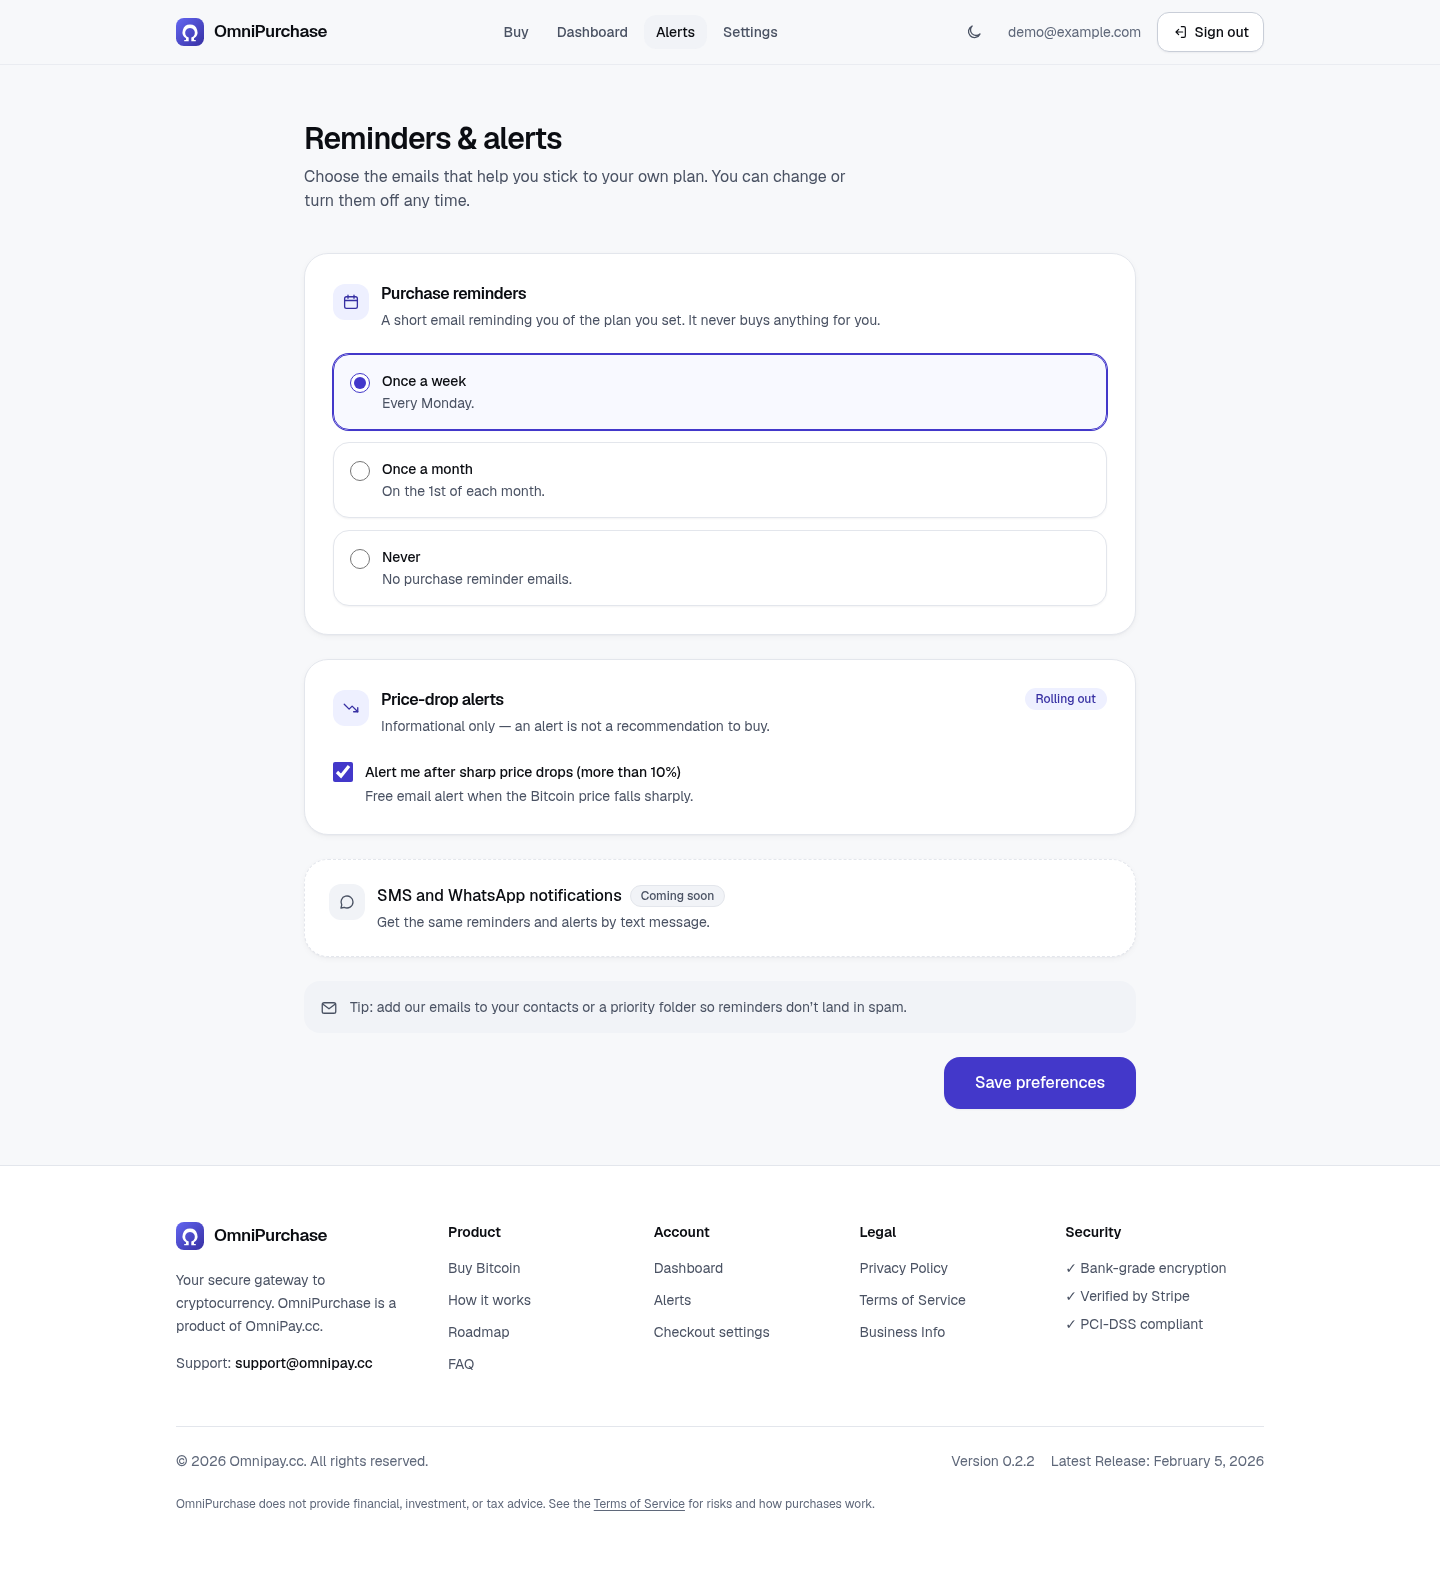 OmniPurchase
Buy
Dashboard
Alerts
Settings
demo@example.com
Sign out
Reminders & alerts
Choose the emails that help you stick to your own plan. You can change or
turn them off any time.
Purchase reminders
A short email reminding you of the plan you set. It never buys anything for you.
Once a week
Every Monday.
Once a month
On the 1st of each month.
Never
No purchase reminder emails.
Price-drop alerts
Rolling out
Informational only — an alert is not a recommendation to buy.
Alert me after sharp price drops (more than 10%)
Free email alert when the Bitcoin price falls sharply.
SMS and WhatsApp notifications
Coming soon
Get the same reminders and alerts by text message.
Tip: add our emails to your contacts or a priority folder so reminders don't land in spam.
Save preferences
OmniPurchase
Your secure gateway to
cryptocurrency. OmniPurchase is a
product of OmniPay.cc.
Support: support@omnipay.cc
Product
Buy Bitcoin
How it works
Roadmap
FAQ
Account
Dashboard
Alerts
Checkout settings
Legal
Privacy Policy
Terms of Service
Business Info
Security
✓ Bank-grade encryption
✓ Verified by Stripe
✓ PCI-DSS compliant
© 2026 Omnipay.cc. All rights reserved.
Version 0.2.2
Latest Release: February 5, 2026
OmniPurchase does not provide financial, investment, or tax advice. See the Terms of Service for risks and how purchases work.